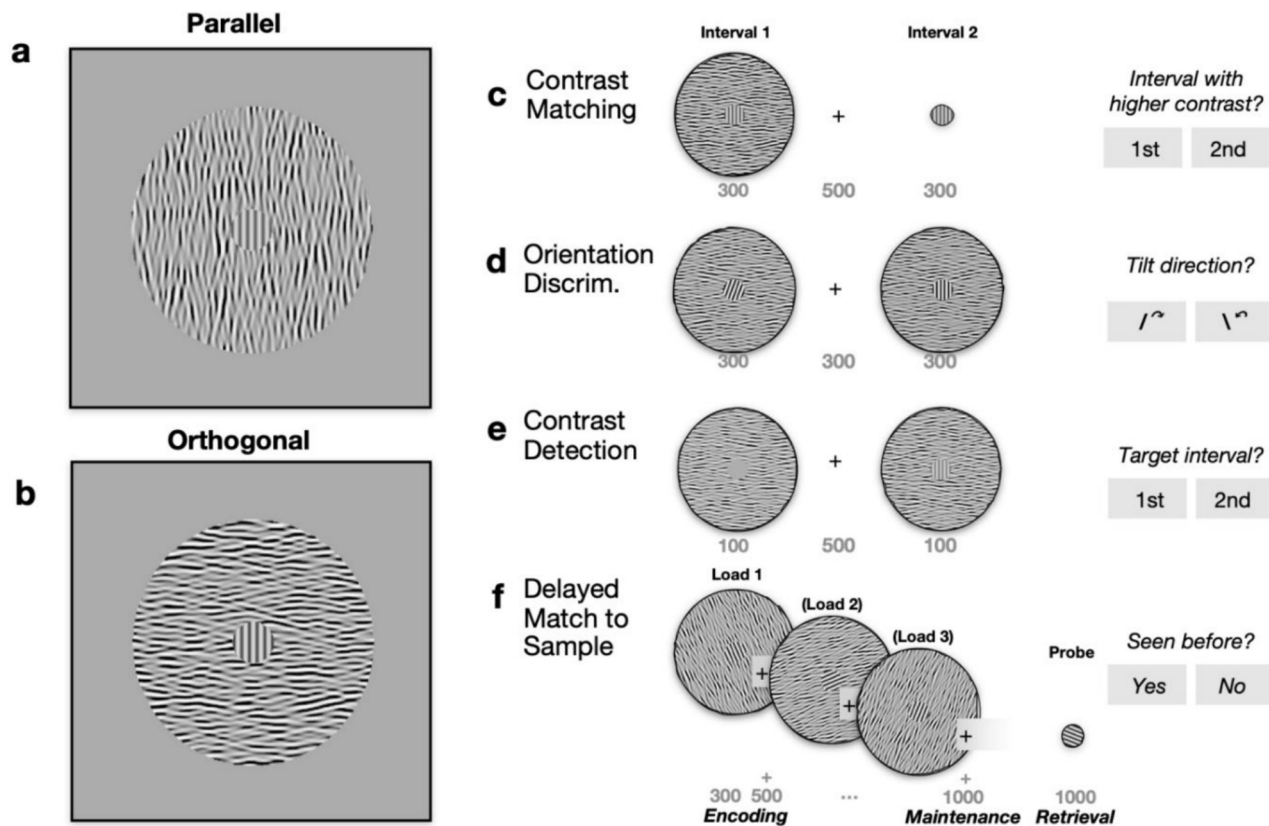 a
Parallel
b
Orthogonal
Interval 1
Interval 2
c
Contrast
Matching
+
300
500
300
Interval with
higher contrast?
1st
2nd
d
Orientation
Discrim.
+
300
300
300
Tilt direction?
e
Contrast
Detection
+
100
500
100
Target interval?
1st
2nd
f
Delayed
Match to
Sample
Load 1
(Load 2)
(Load 3)
Probe
+
+
+
+
+
300
500
...
1000
1000
Encoding
Maintenance
Retrieval
Seen before?
Yes
No